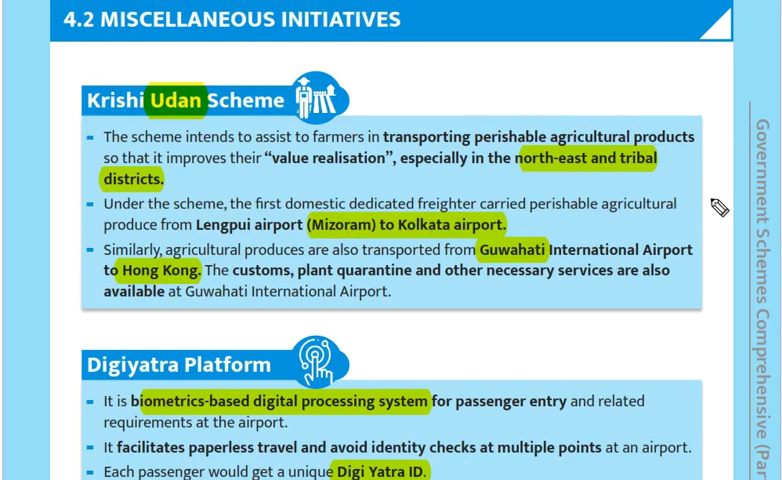 4.2 MISCELLANEOUS INITIATIVES
Krishi Udan Scheme
The scheme intends to assist to farmers in transporting perishable agricultural products
so that it improves their “value realisation”, especially in the north-east and tribal
districts.
Under the scheme, the first domestic dedicated freighter carried perishable agricultural
produce from Lengpui airport (Mizoram) to Kolkata airport.
Similarly, agricultural produces are also transported from Guwahati International Airport
to Hong Kong. The customs, plant quarantine and other necessary services are also
available at Guwahati International Airport.
Digiyatra Platform
It is biometrics-based digital processing system for passenger entry and related
requirements at the airport.
It facilitates paperless travel and avoid identity checks at multiple points at an airport.
Each passenger would get a unique Digi Yatra ID.
Government Schemes Comprehensive (Par